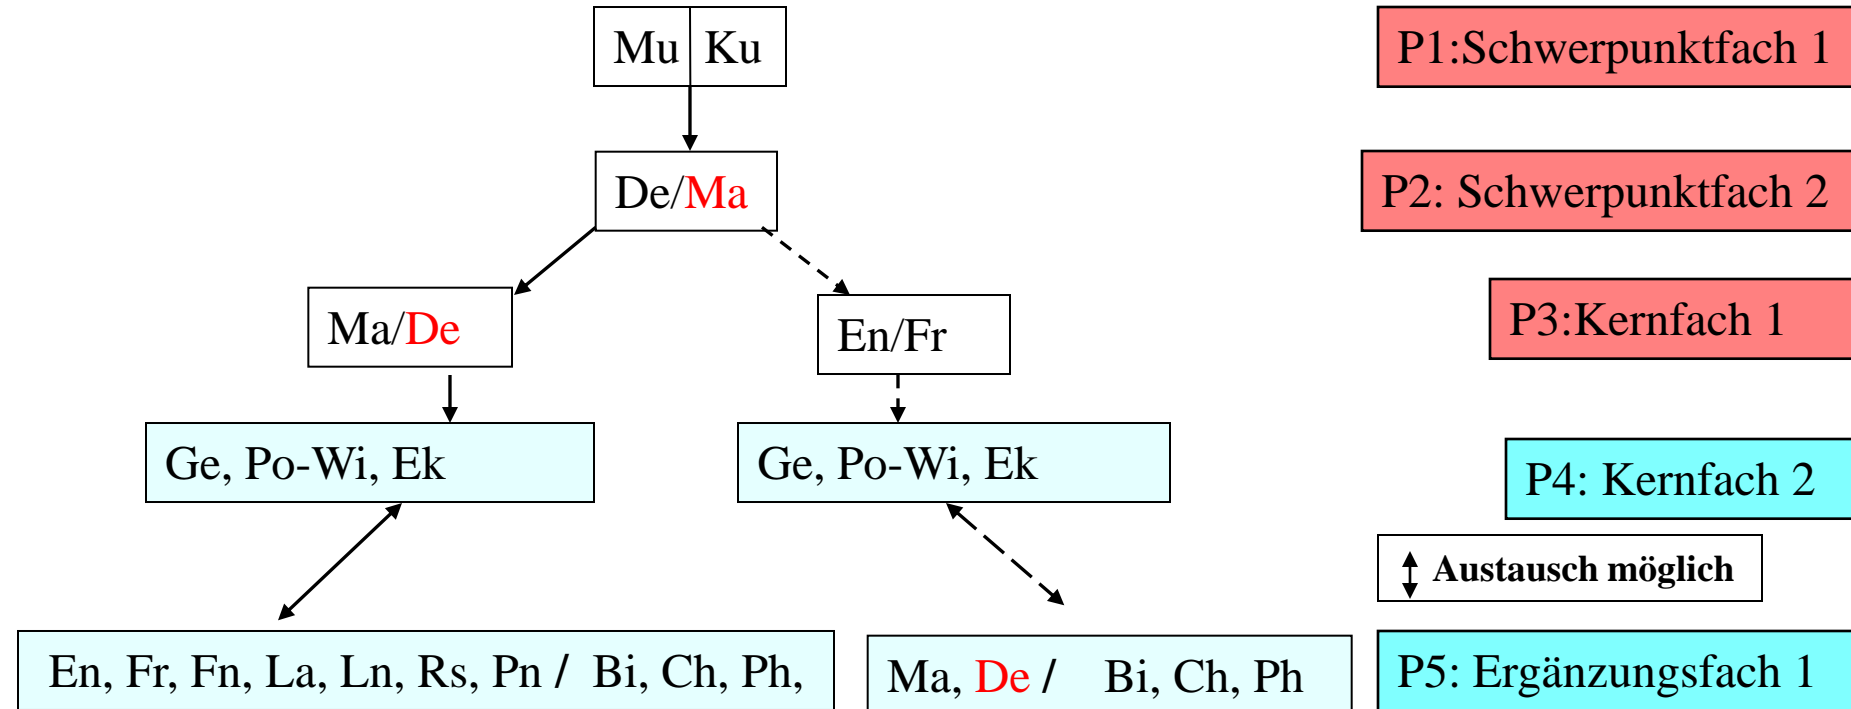 Mu Ku
P1:Schwerpunktfach 1
De/Ma
P2: Schwerpunktfach 2
Ma/De
En/Fr
P3:Kernfach 1
Ge, Po-Wi, Ek
Ge, Po-Wi, Ek
P4: Kernfach 2
Austausch möglich
En, Fr, Fn, La, Ln, Rs, Pn / Bi, Ch, Ph,
Ma, De / Bi, Ch, Ph
P5: Ergänzungsfach 1